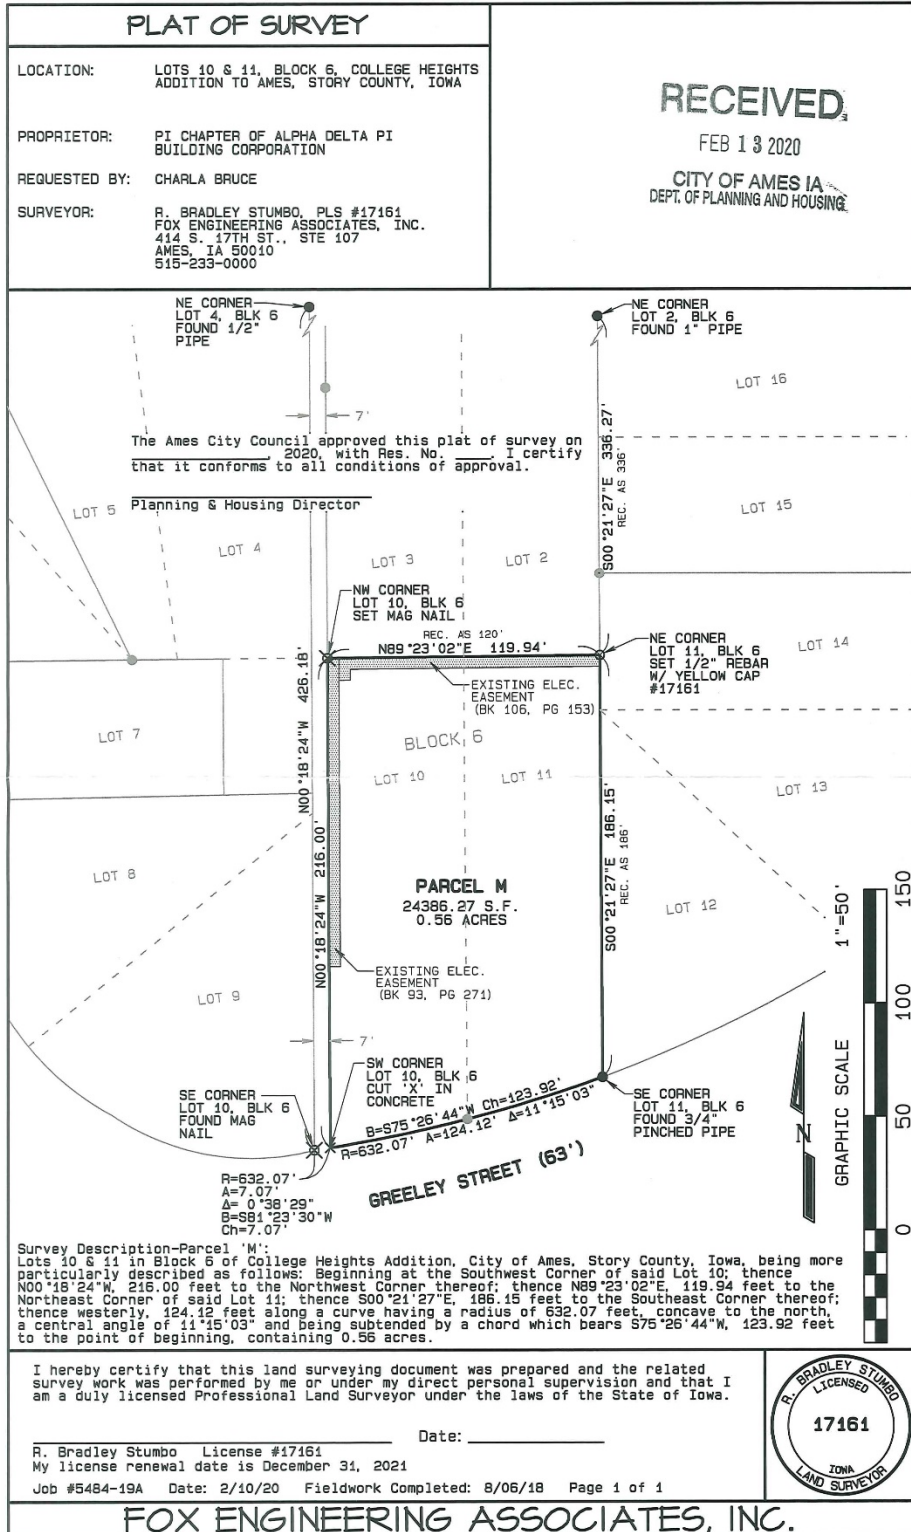 PLAT OF SURVEY
LOCATION: LOTS 10 & 11, BLOCK 6, COLLEGE HEIGHTS
ADDITION TO AMES, STORY COUNTY, IOWA
PROPRIETOR: PI CHAPTER OF ALPHA DELTA PI
BUILDING CORPORATION
REQUESTED BY: CHARLA BRUCE
SURVEYOR: R. BRADLEY STUMBO, PLS #17161
FOX ENGINEERING ASSOCIATES, INC.
414 S. 17TH ST., STE 107
AMES, IA 50010
515-233-0000
RECEIVED
FEB 13 2020
CITY OF AMES IA
DEPT. OF PLANNING AND HOUSING
NE CORNER
LOT 4, BLK 6
FOUND 1/2"
PIPE
NE CORNER
LOT 2, BLK 6
FOUND 1" PIPE
LOT 16
7'
The Ames City Council approved this plat of survey on
____________, 2020, with Res. No. ____. I certify
that it conforms to all conditions of approval.
Planning & Housing Director
S00°21'27"E 336.27'
REC. AS 336'
LOT 5
LOT 4
LOT 3
LOT 2
LOT 15
NW CORNER
LOT 10, BLK 6
SET MAG NAIL
REC. AS 120'
N89°23'02"E 119.94'
NE CORNER
LOT 11, BLK 6
SET 1/2" REBAR
W/ YELLOW CAP
#17161
LOT 14
EXISTING ELEC.
EASEMENT
(BK 106, PG 153)
N00°18'24"W 426.18'
LOT 7
BLOCK 6
LOT 10
LOT 11
LOT 13
N00°18'24"W 216.00'
S00°21'27"E 186.15'
REC. AS 186'
LOT 8
PARCEL M
24386.27 S.F.
0.56 ACRES
LOT 12
EXISTING ELEC.
EASEMENT
(BK 93, PG 271)
LOT 9
7'
SW CORNER
LOT 10, BLK 6
CUT 'X' IN
CONCRETE
SE CORNER
LOT 10, BLK 6
FOUND MAG
NAIL
B=S75°26'44"W Ch=123.92'
R=632.07' A=124.12' Δ=11°15'03"
SE CORNER
LOT 11, BLK 6
FOUND 3/4"
PINCHED PIPE
GREELEY STREET (63')
R=632.07'
A=7.07'
Δ= 0°38'29"
B=S81°23'30"W
Ch=7.07'
N
1"=50'
GRAPHIC SCALE
0 50 100 150
Survey Description-Parcel 'M':
Lots 10 & 11 in Block 6 of College Heights Addition, City of Ames, Story County, Iowa, being more
particularly described as follows: Beginning at the Southwest Corner of said Lot 10; thence
N00°18'24"W, 216.00 feet to the Northwest Corner thereof; thence N89°23'02"E, 119.94 feet to the
Northeast Corner of said Lot 11; thence S00°21'27"E, 186.15 feet to the Southeast Corner thereof;
thence westerly, 124.12 feet along a curve having a radius of 632.07 feet, concave to the north,
a central angle of 11°15'03" and being subtended by a chord which bears S75°26'44"W, 123.92 feet
to the point of beginning, containing 0.56 acres.
I hereby certify that this land surveying document was prepared and the related
survey work was performed by me or under my direct personal supervision and that I
am a duly licensed Professional Land Surveyor under the laws of the State of Iowa.
Date: ____________
R. Bradley Stumbo License #17161
My license renewal date is December 31, 2021
Job #5484-19A Date: 2/10/20 Fieldwork Completed: 8/06/18 Page 1 of 1
R. BRADLEY STUMBO
LICENSED
17161
IOWA
LAND SURVEYOR
FOX ENGINEERING ASSOCIATES, INC.